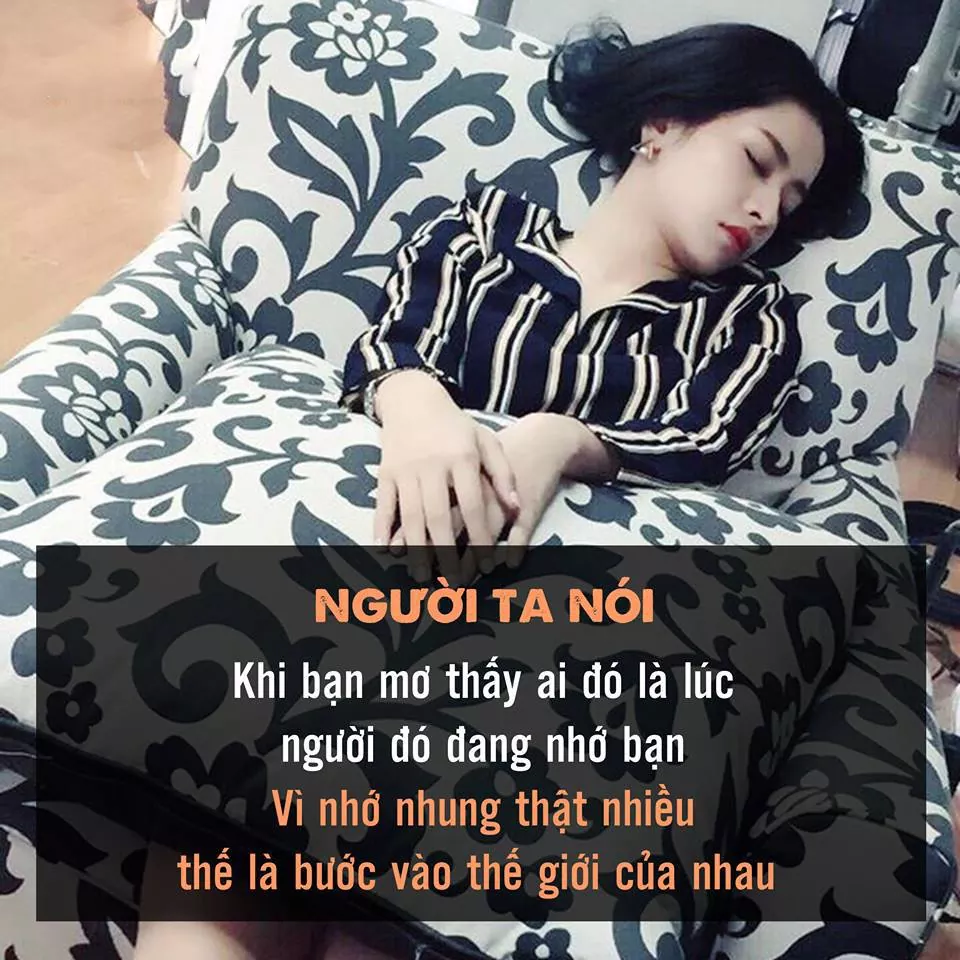 NGƯỜI TA NÓI
Khi bạn mơ thấy ai đó là lúc
người đó đang nhớ bạn
Vì nhớ nhung thật nhiều
thế là bước vào thế giới của nhau